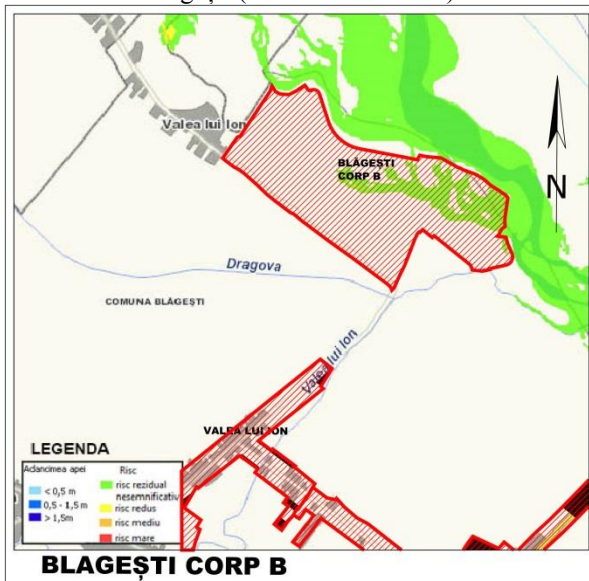 Valea lui Ion
BLĂGEȘTI
CORP B
N
Dragova
COMUNA BLĂGEȘTI
Valea lui Ion
VALEA LUI ION
LEGENDA
Adancimea apei
Risc
< 0,5 m
0,5 - 1,5 m
> 1,5m
risc rezidual
nesemnificativ
risc redus
risc mediu
risc mare
BLAGEȘTI CORP B